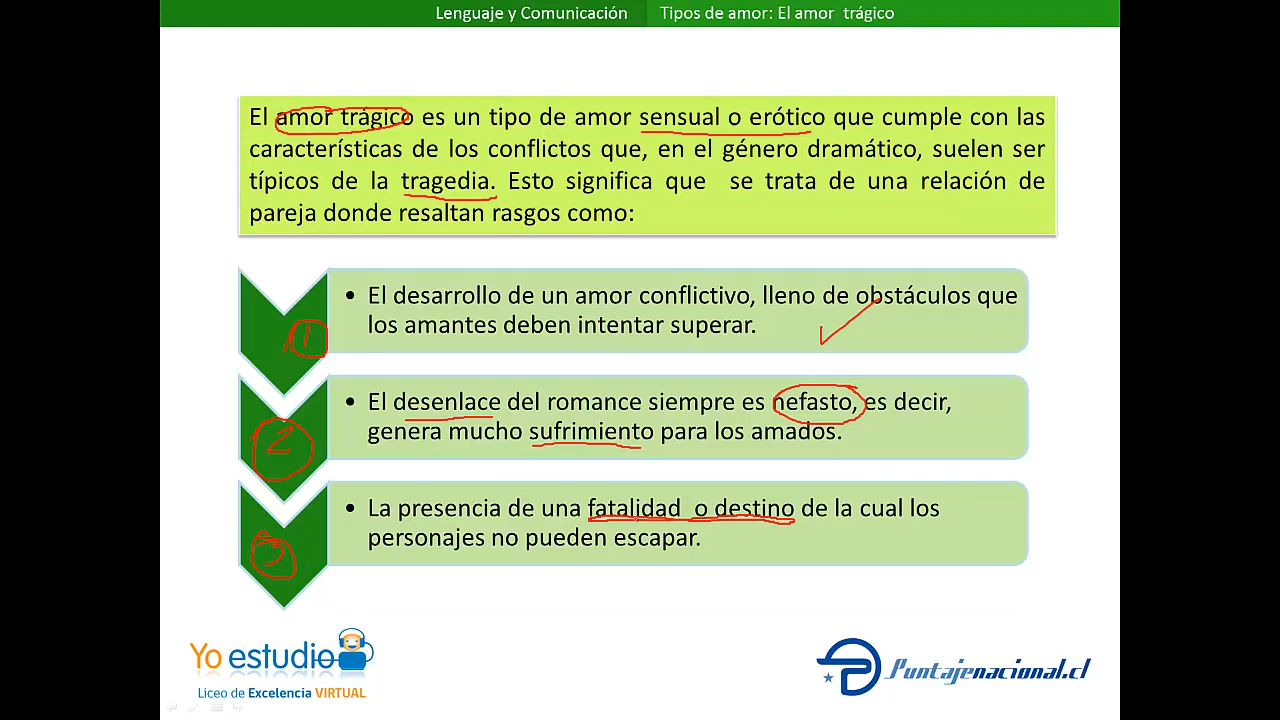 Lenguaje y Comunicación Tipos de amor: El amor trágico
El amor trágico es un tipo de amor sensual o erótico que cumple con las
características de los conflictos que, en el género dramático, suelen ser
típicos de la tragedia. Esto significa que se trata de una relación de
pareja donde resaltan rasgos como:
• El desarrollo de un amor conflictivo, lleno de obstáculos que
los amantes deben intentar superar.
1
• El desenlace del romance siempre es nefasto, es decir,
genera mucho sufrimiento para los amados.
2
• La presencia de una fatalidad o destino de la cual los
personajes no pueden escapar.
3
Yo estudio
Liceo de Excelencia VIRTUAL
Puntajenacional.cl